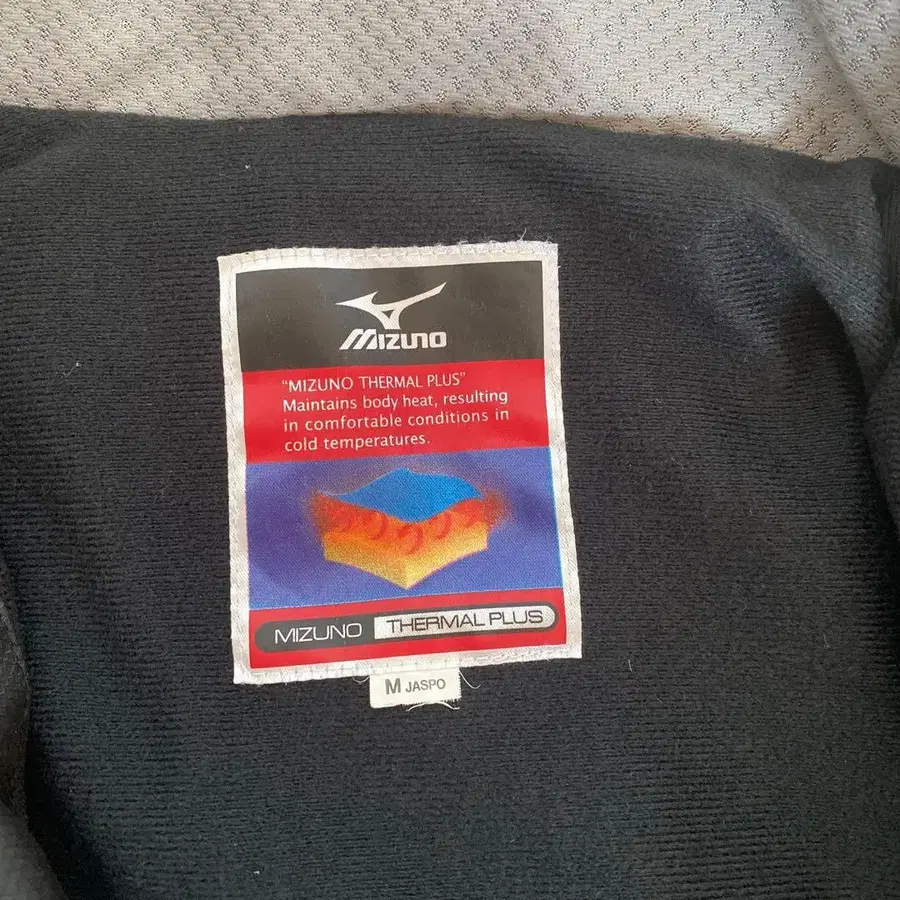 MIZUNO
"MIZUNO THERMAL PLUS"
Maintains body heat, resulting
in comfortable conditions in
cold temperatures.
MIZUNO THERMAL PLUS
M JASPO